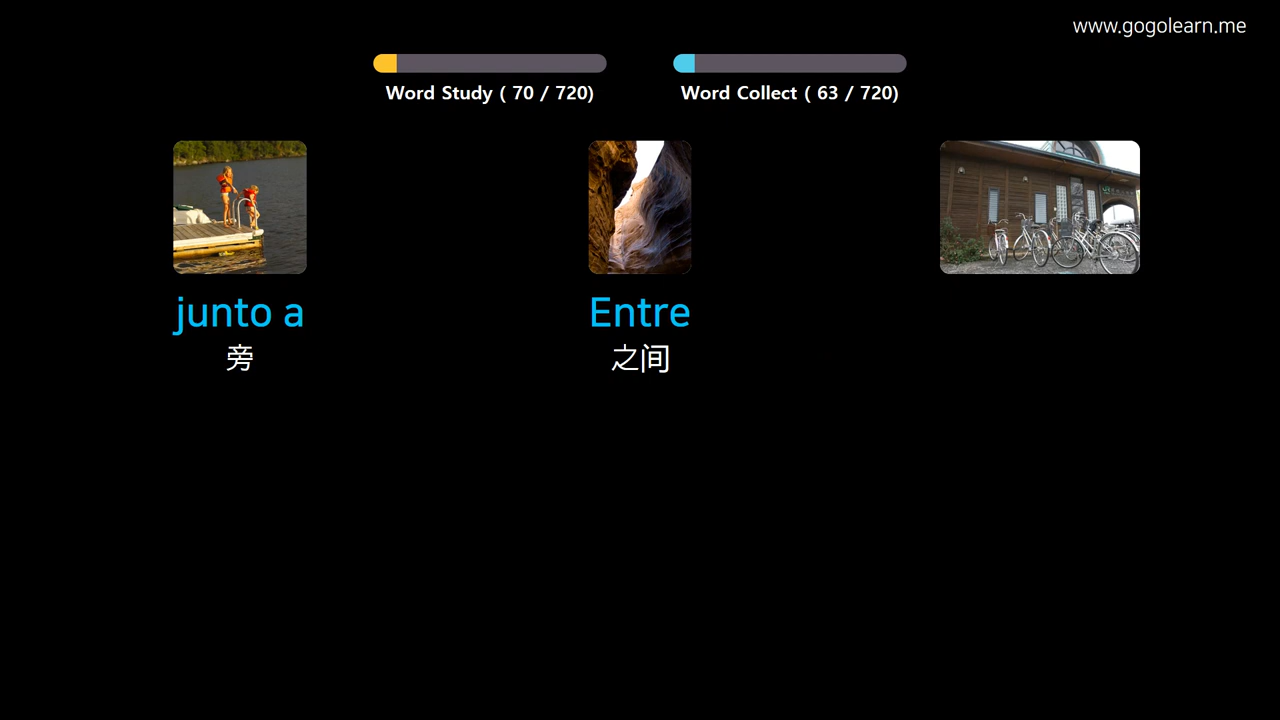 www.gogolearn.me
Word Study ( 70 / 720)
Word Collect ( 63 / 720)
junto a
Entre
旁
之间